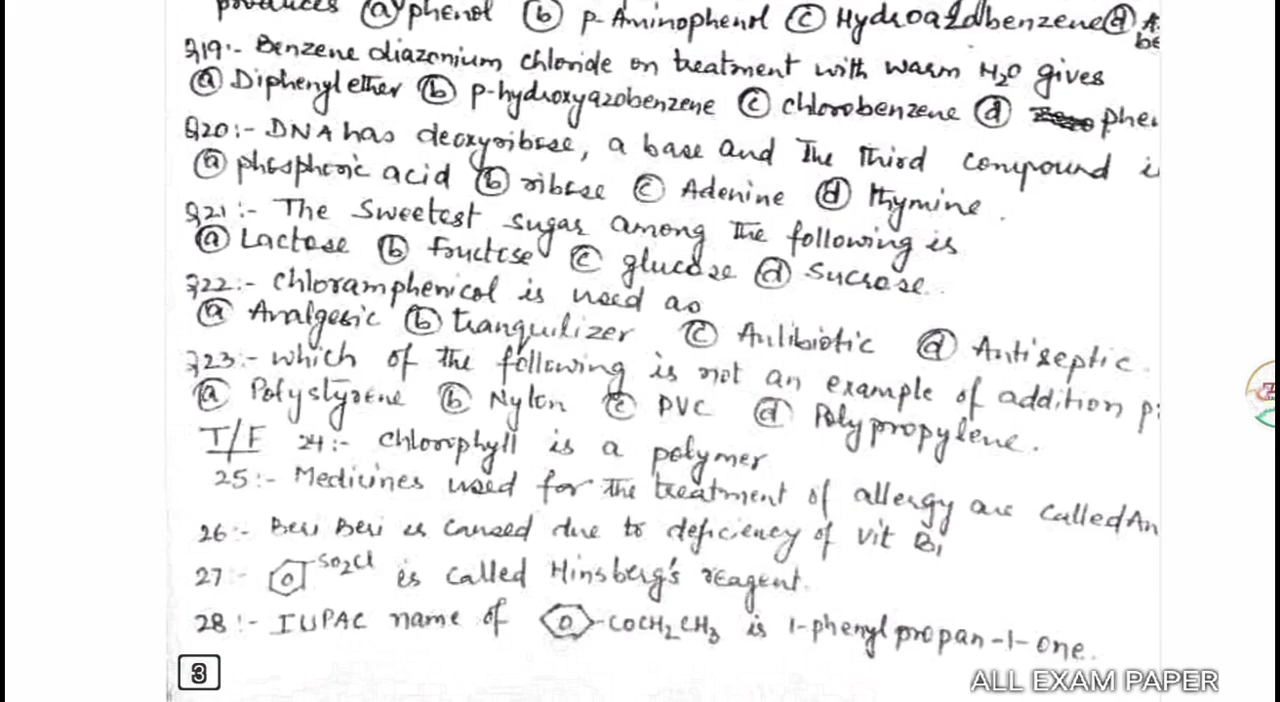 produces (a) phenol (b) p-Aminophenol (c) Hydroazobenzene (d) A
be
Q19:- Benzene diazonium chloride on treatment with warm H₂O gives
(a) Diphenyl ether (b) p-hydroxyazobenzene (c) chlorobenzene (d) phe
Q20:- DNA has deoxyribose, a base and The third compound i
(a) phosphoric acid (b) ribose (c) Adenine (d) Thymine.
Q21:- The Sweetest sugar among the following is
(a) Lactose (b) fructose (c) glucose (d) Sucrose.
Q22:- Chloramphenicol is used as
(a) Analgesic (b) tranquilizer (c) Antibiotic (d) Antiseptic.
Q23:- which of the following is not an example of addition p
(a) Polystyrene (b) Nylon (c) PVC (d) Polypropylene.
T/F 24:- chlorophyll is a polymer
25:- Medicines used for the treatment of allergy are called An
26:- Beri Beri is caused due to deficiency of vit B₁
27:- SO₂Cl is called Hinsberg's reagent.
28:- IUPAC name of -COCH₂CH₃ is 1-phenyl propan-1-one.
3
ALL EXAM PAPER